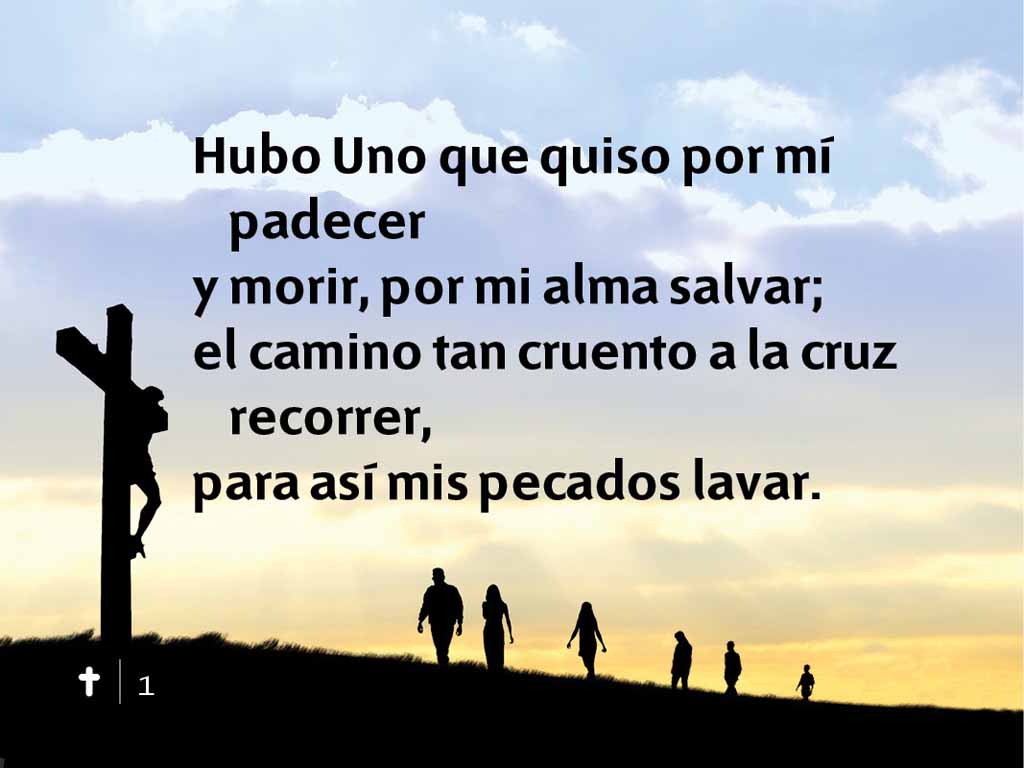 Hubo Uno que quiso por mí
padecer
y morir, por mi alma salvar;
el camino tan cruento a la cruz
recorrer,
para así mis pecados lavar.
1